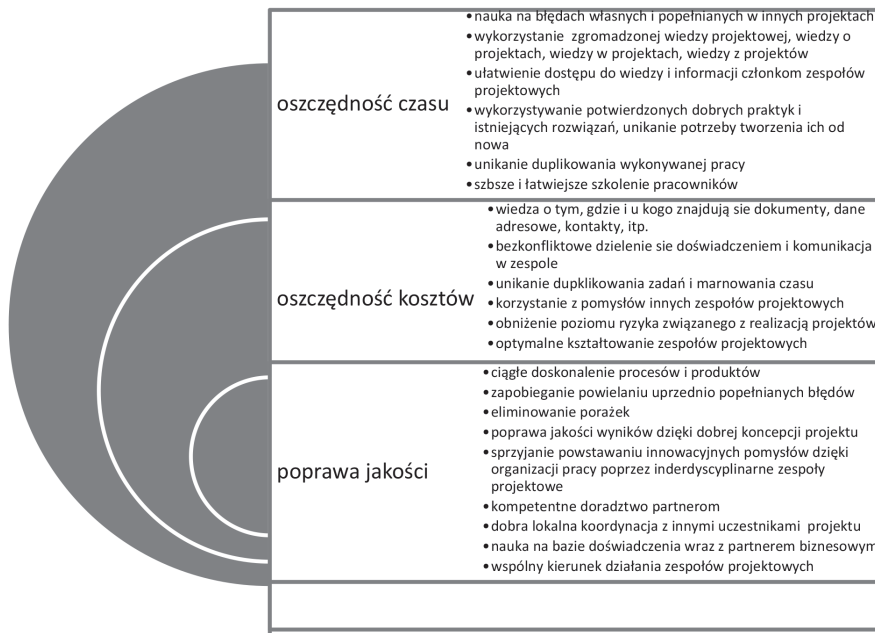 oszczędność czasu
•nauka na błędach własnych i popełnianych w innych projektach
•wykorzystanie zgromadzonej wiedzy projektowej, wiedzy o
projektach, wiedzy w projektach, wiedzy z projektów
•ułatwienie dostępu do wiedzy i informacji członkom zespołów
projektowych
•wykorzystywanie potwierdzonych dobrych praktyk i
istniejących rozwiązań, unikanie potrzeby tworzenia ich od
nowa
•unikanie duplikowania wykonywanej pracy
•szbsze i łatwiejsze szkolenie pracowników
oszczędność kosztów
•wiedza o tym, gdzie i u kogo znajdują sie dokumenty, dane
adresowe, kontakty, itp.
•bezkonfliktowe dzielenie sie doświadczeniem i komunikacja
w zespole
•unikanie dupklikowania zadań i marnowania czasu
•korzystanie z pomysłów innych zespołów projektowych
•obniżenie poziomu ryzyka związanego z realizacją projektów
•optymalne kształtowanie zespołów projektowych
poprawa jakości
•ciągłe doskonalenie procesów i produktów
•zapobieganie powielaniu uprzednio popełnianych błędów
•eliminowanie porażek
•poprawa jakości wyników dzięki dobrej koncepcji projektu
•sprzyjanie powstawaniu innowacyjnych pomysłów dzięki
organizacji pracy poprzez inderdyscyplinarne zespoły
projektowe
•kompetentne doradztwo partnerom
•dobra lokalna koordynacja z innymi uczestnikami projektu
•nauka na bazie doświadczenia wraz z partnerem biznesowym
•wspólny kierunek działania zespołów projektowych